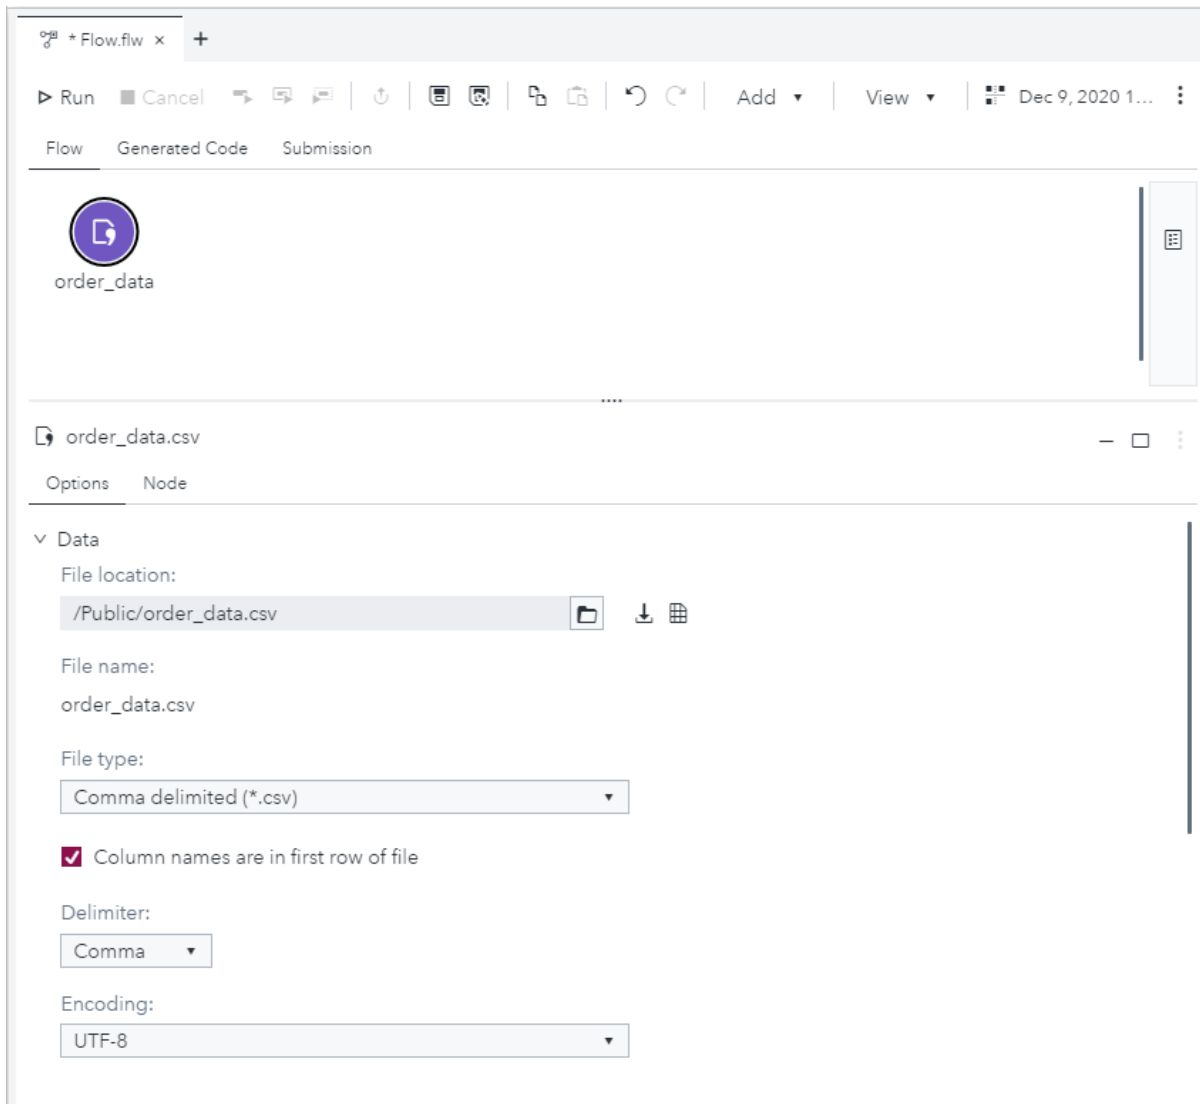 * Flow.flw ×
Run Cancel Add View Dec 9, 2020 1...
Flow Generated Code Submission
order_data
order_data.csv
Options Node
Data
File location:
/Public/order_data.csv
File name:
order_data.csv
File type:
Comma delimited (*.csv)
Column names are in first row of file
Delimiter:
Comma
Encoding:
UTF-8